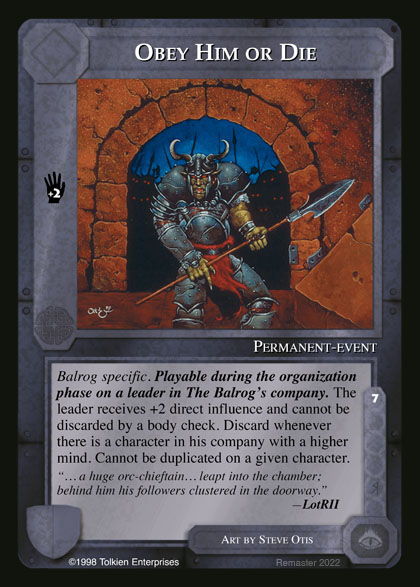 OBEY HIM OR DIE
+2
PERMANENT-EVENT
Balrog specific. Playable during the organization
phase on a leader in The Balrog's company. The
leader receives +2 direct influence and cannot be
discarded by a body check. Discard whenever
there is a character in his company with a higher
mind. Cannot be duplicated on a given character.
7
“… a huge orc-chieftain… leapt into the chamber;
behind him his followers clustered in the doorway.”
–LotRII
ART BY STEVE OTIS
©1998 Tolkien Enterprises
Remaster 2022